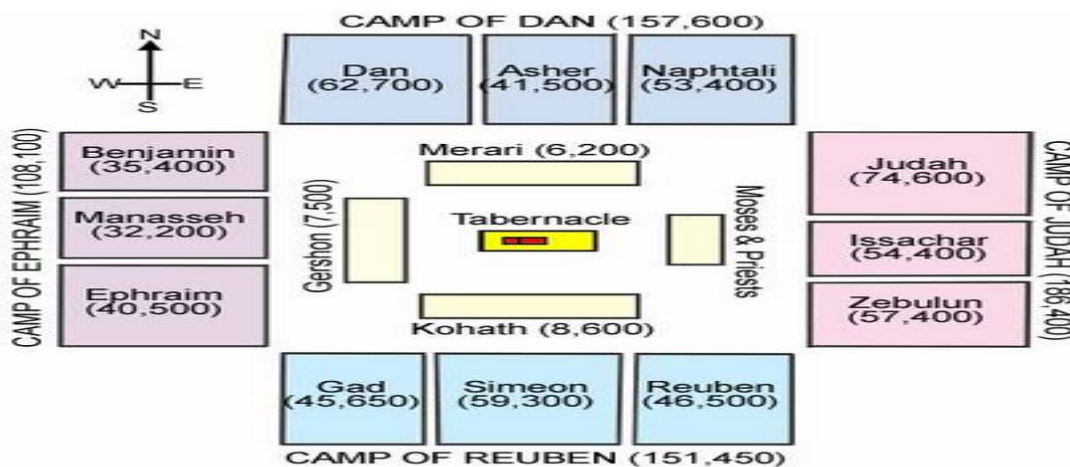 CAMP OF DAN (157,600)
N
W E
S
Dan
(62,700)
Asher
(41,500)
Naphtali
(53,400)
CAMP OF EPHRAIM (108,100)
Benjamin
(35,400)
Manasseh
(32,200)
Ephraim
(40,500)
Merari (6,200)
Gershon (7,500)
Tabernacle
Moses & Priests
Kohath (8,600)
Judah
(74,600)
Issachar
(54,400)
Zebulun
(57,400)
CAMP OF JUDAH (186,400)
Gad
(45,650)
Simeon
(59,300)
Reuben
(46,500)
CAMP OF REUBEN (151,450)